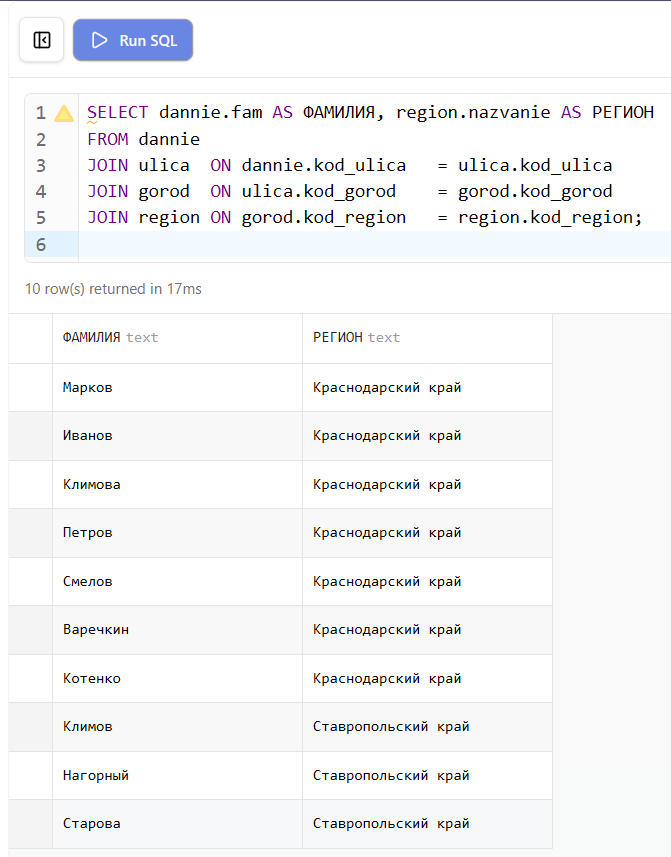 Run SQL
1 SELECT dannie.fam AS ФАМИЛИЯ, region.nazvanie AS РЕГИОН
2 FROM dannie
3 JOIN ulica  ON dannie.kod_ulica   = ulica.kod_ulica
4 JOIN gorod  ON ulica.kod_gorod    = gorod.kod_gorod
5 JOIN region ON gorod.kod_region   = region.kod_region;
6
10 row(s) returned in 17ms
ФАМИЛИЯ text РЕГИОН text
Марков Краснодарский край
Иванов Краснодарский край
Климова Краснодарский край
Петров Краснодарский край
Смелов Краснодарский край
Варечкин Краснодарский край
Котенко Краснодарский край
Климов Ставропольский край
Нагорный Ставропольский край
Старова Ставропольский край